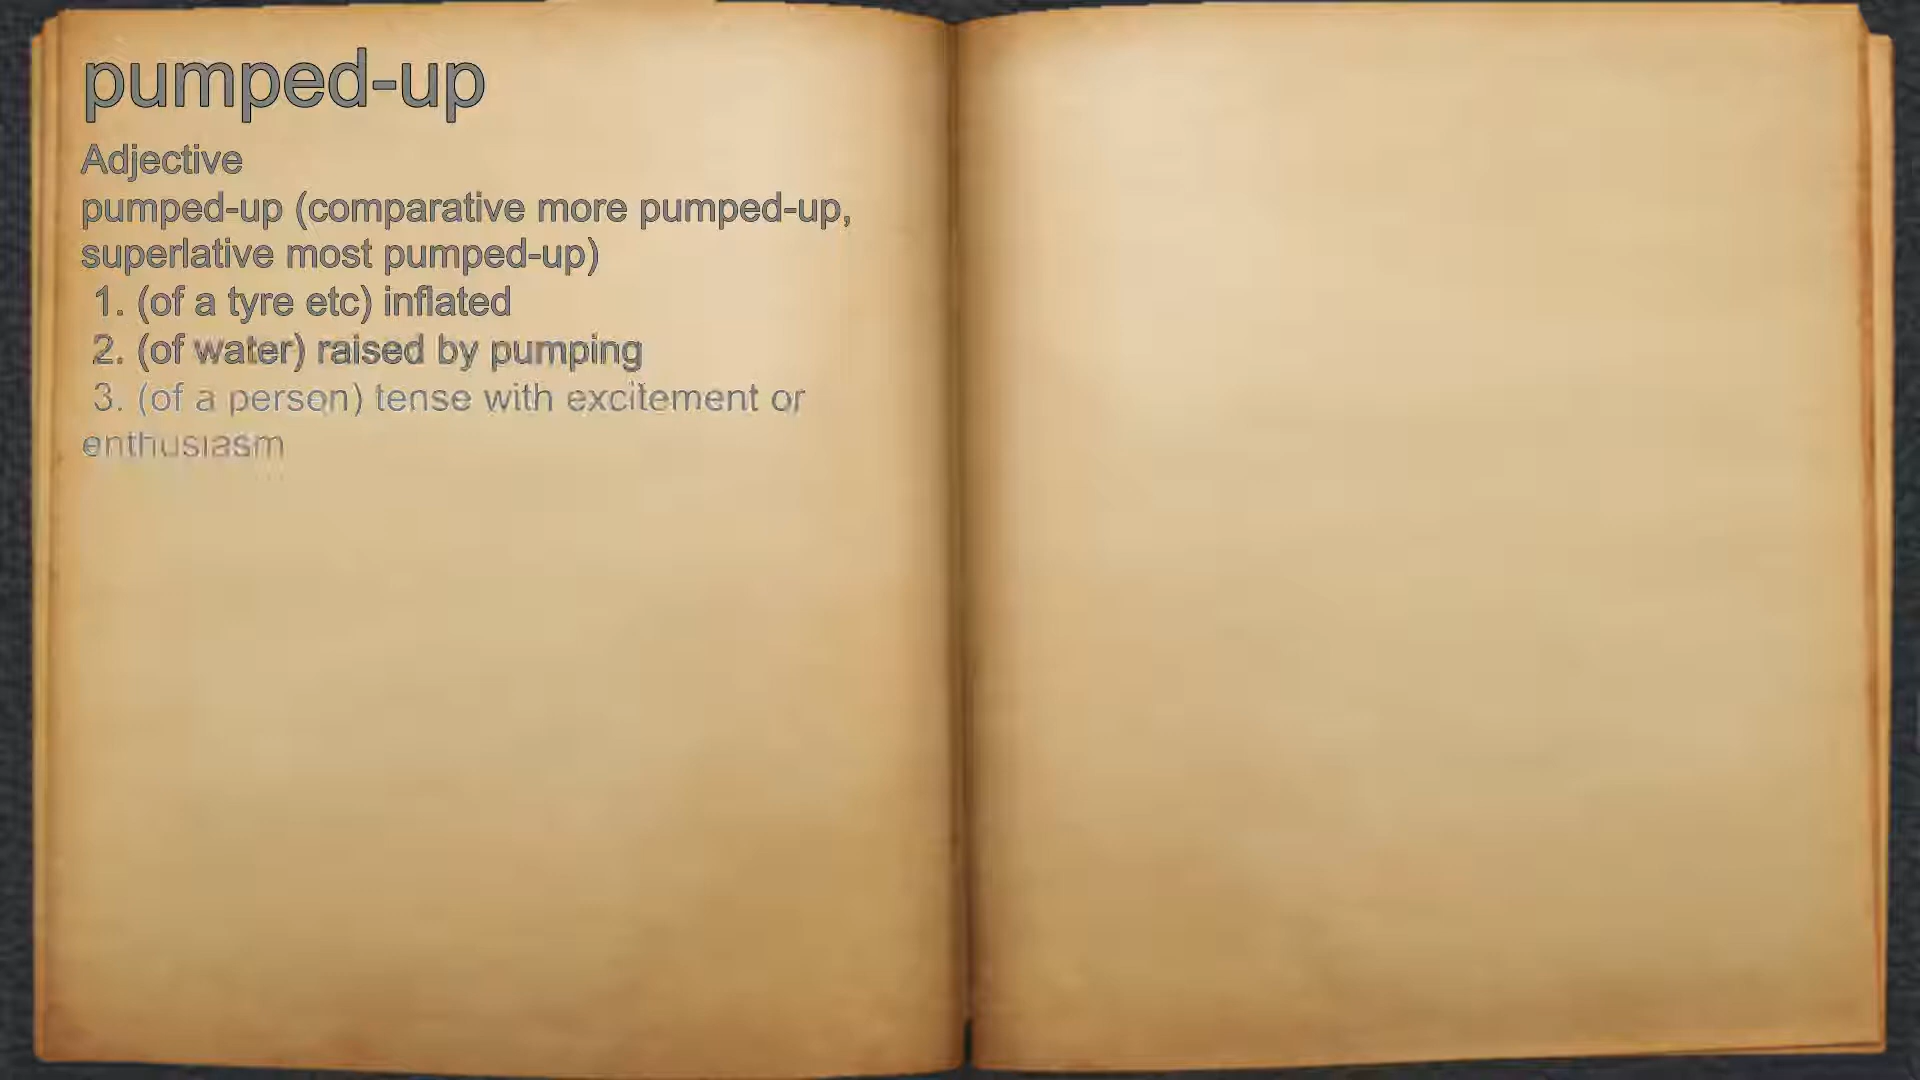 pumped-up
Adjective
pumped-up (comparative more pumped-up,
superlative most pumped-up)
1. (of a tyre etc) inflated
2. (of water) raised by pumping
3. (of a person) tense with excitement or
enthusiasm